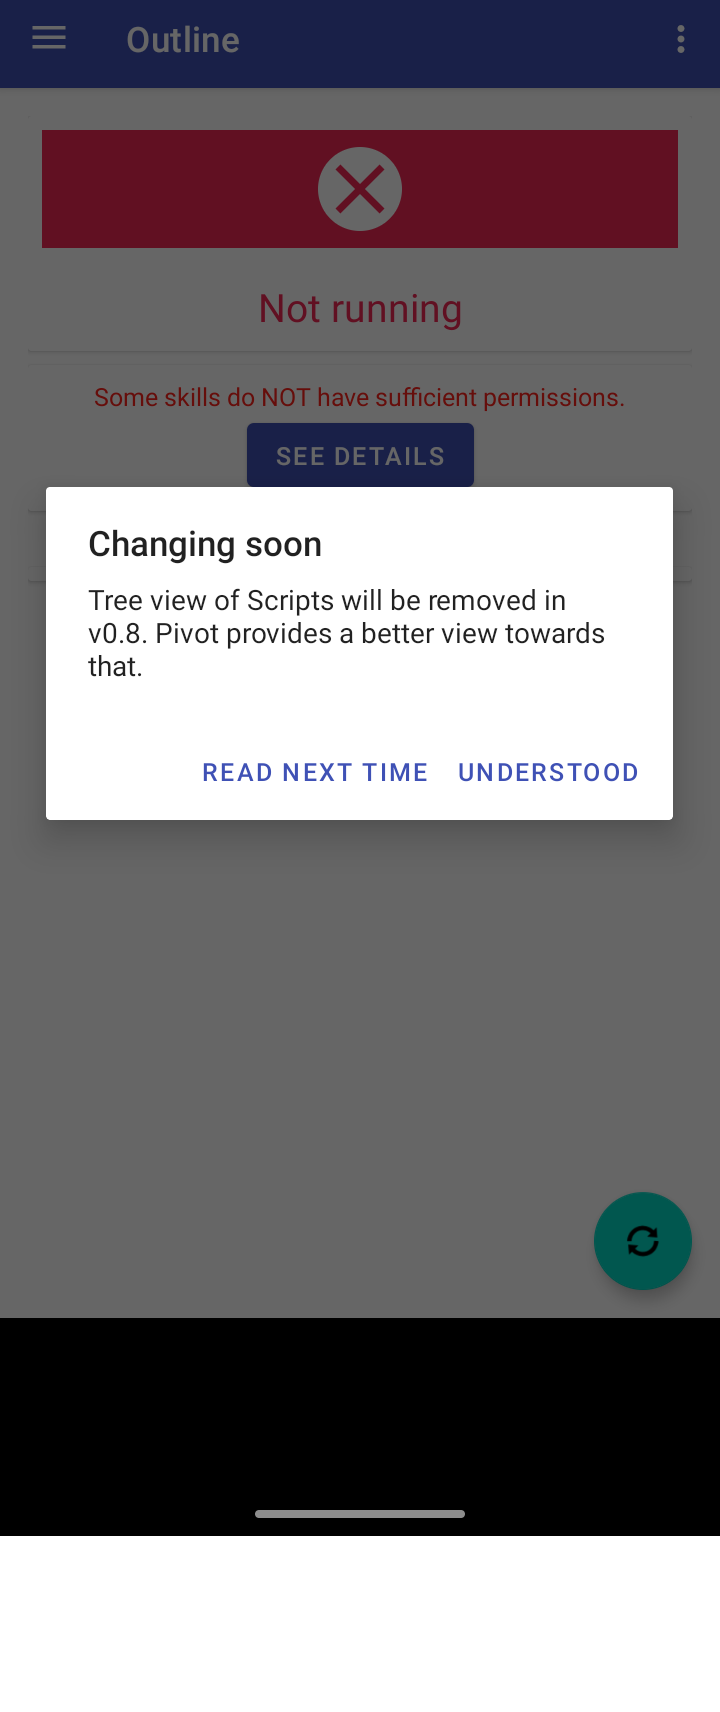 Outline
Not running
Some skills do NOT have sufficient permissions.
SEE DETAILS
Changing soon
Tree view of Scripts will be removed in
v0.8. Pivot provides a better view towards
that.
READ NEXT TIME UNDERSTOOD